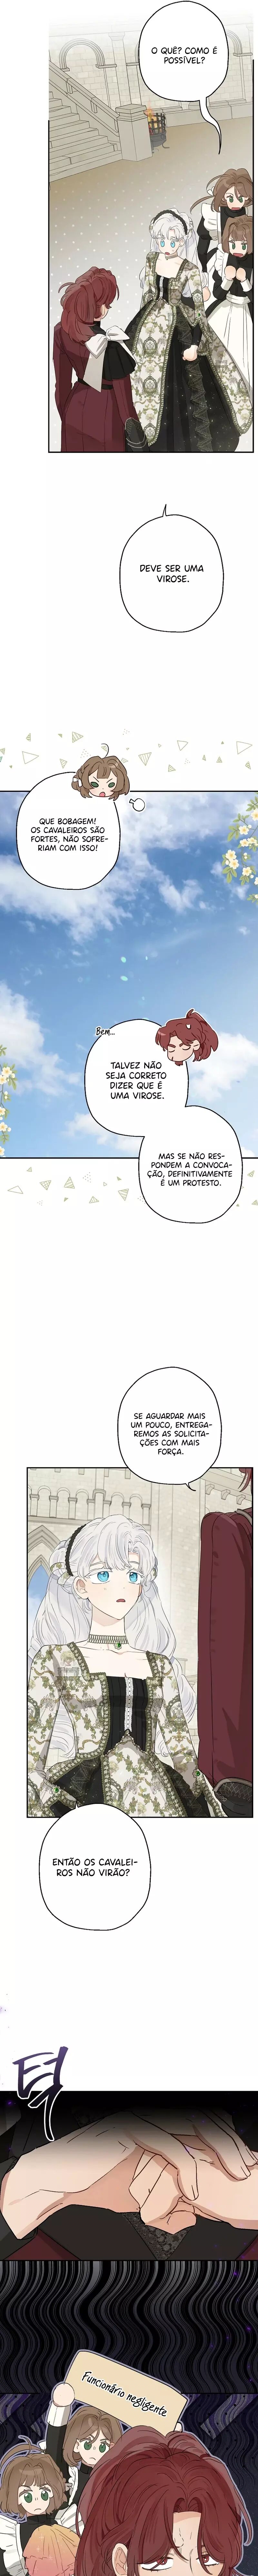 O QUÊ? COMO É
POSSÍVEL?
DEVE SER UMA
VIROSE.
QUE BOBAGEM!
OS CAVALEIROS SÃO
FORTES, NÃO SOFRE-
RIAM COM ISSO!
Bem...
TALVEZ NÃO
SEJA CORRETO
DIZER QUE É
UMA VIROSE.
MAS SE NÃO RES-
PONDEM A CONVOCA-
ÇÃO, DEFINITIVAMENTE
É UM PROTESTO.
SE AGUARDAR MAIS
UM POUCO, ENTREGA-
REMOS AS SOLICITA-
ÇÕES COM MAIS
FORÇA.
ENTÃO OS CAVALEI-
ROS NÃO VIRÃO?
턱
Funcionário negligente